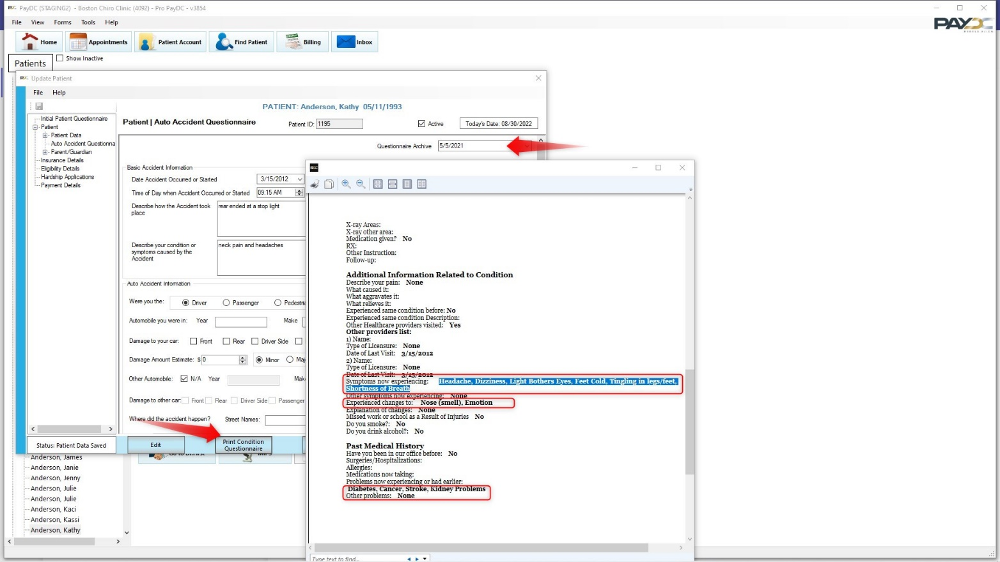 PayDC (STAGING2) - Boston Chiro Clinic (4092) - Pro PayDC - v3854
File View Forms Tools Help
PAYDC
Home Appointments Patient Account Find Patient Billing Inbox
Patients Show Inactive
Update Patient
File Help
PATIENT: Anderson, Kathy 05/11/1993
Initial Patient Questionnaire
Patient
Patient Data
Auto Accident Questionna
Parent/Guardian
Insurance Details
Eligibility Details
Hardship Applications
Payment Details
Patient | Auto Accident Questionnaire
Patient ID: 1195
Active
Today's Date: 08/30/2022
Questionnaire Archive 5/5/2021
Basic Accident Information
Date Accident Occurred or Started 3/15/2012
Time of Day when Accident Occurred or Started 09:15 AM
Describe how the Accident took
place
rear ended at a stop light
Describe your condition or
symptoms caused by the
Accident
neck pain and headaches
Auto Accident Information
Were you the: Driver Passenger Pedestria
Automobile you were in: Year Make
Damage to your car: Front Rear Driver Side
Damage Amount Estimate: $ 0 Minor Maj
Other Automobile: N/A Year Make
Damage to other car: Front Rear Driver Side Passenger
Where did the accident happen? Street Names:
Status: Patient Data Saved
Edit
Print Condition
Questionnaire
Anderson, James
Anderson, Janie
Anderson, Jenny
Anderson, Julie
Anderson, Julie
Anderson, Kaci
Anderson, Kassi
Anderson, Kathy
X-ray Areas:
X-ray other area:
Medication given? No
RX:
Other Instruction:
Follow-up:
Additional Information Related to Condition
Describe your pain: None
What caused it:
What aggravates it:
What relieves it:
Experienced same condition before: No
Experienced same condition Description:
Other Healthcare providers visited: Yes
Other providers list:
1) Name:
Type of Licensure: None
Date of Last Visit: 3/15/2012
2) Name:
Type of Licensure: None
Date of Last Visit: 3/15/2012
Symptoms now experiencing: Headache, Dizziness, Light Bothers Eyes, Feet Cold, Tingling in legs/feet,
Shortness of Breath
Other symptoms now experiencing: None
Experienced changes to: Nose (smell), Emotion
Explanation of changes: None
Missed work or school as a Result of Injuries No
Do you smoke?: No
Do you drink alcohol?: No
Past Medical History
Have you been in our office before: No
Surgeries/Hospitalizations:
Allergies:
Medications now taking:
Problems now experiencing or had earlier:
Diabetes, Cancer, Stroke, Kidney Problems
Other problems: None
Type text to find...